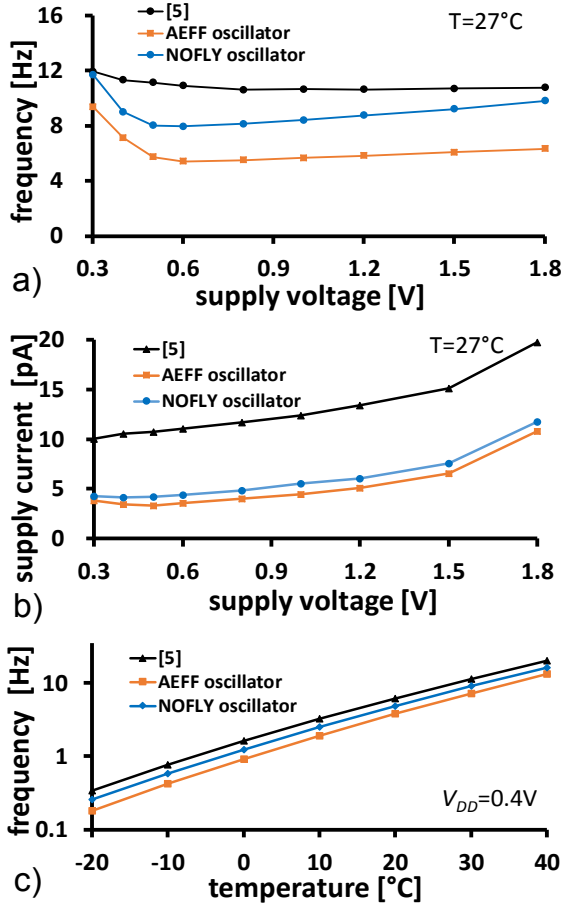 [5]
AEFF oscillator
NOFLY oscillator
T=27°C
frequency [Hz]
16
12
8
4
0
0.3 0.6 0.9 1.2 1.5 1.8
a)
supply voltage [V]
[5]
AEFF oscillator
NOFLY oscillator
T=27°C
supply current [pA]
20
15
10
5
0
0.3 0.6 0.9 1.2 1.5 1.8
b)
supply voltage [V]
[5]
AEFF oscillator
NOFLY oscillator
frequency [Hz]
10
1
0.1
VDD=0.4V
-20 -10 0 10 20 30 40
c)
temperature [°C]